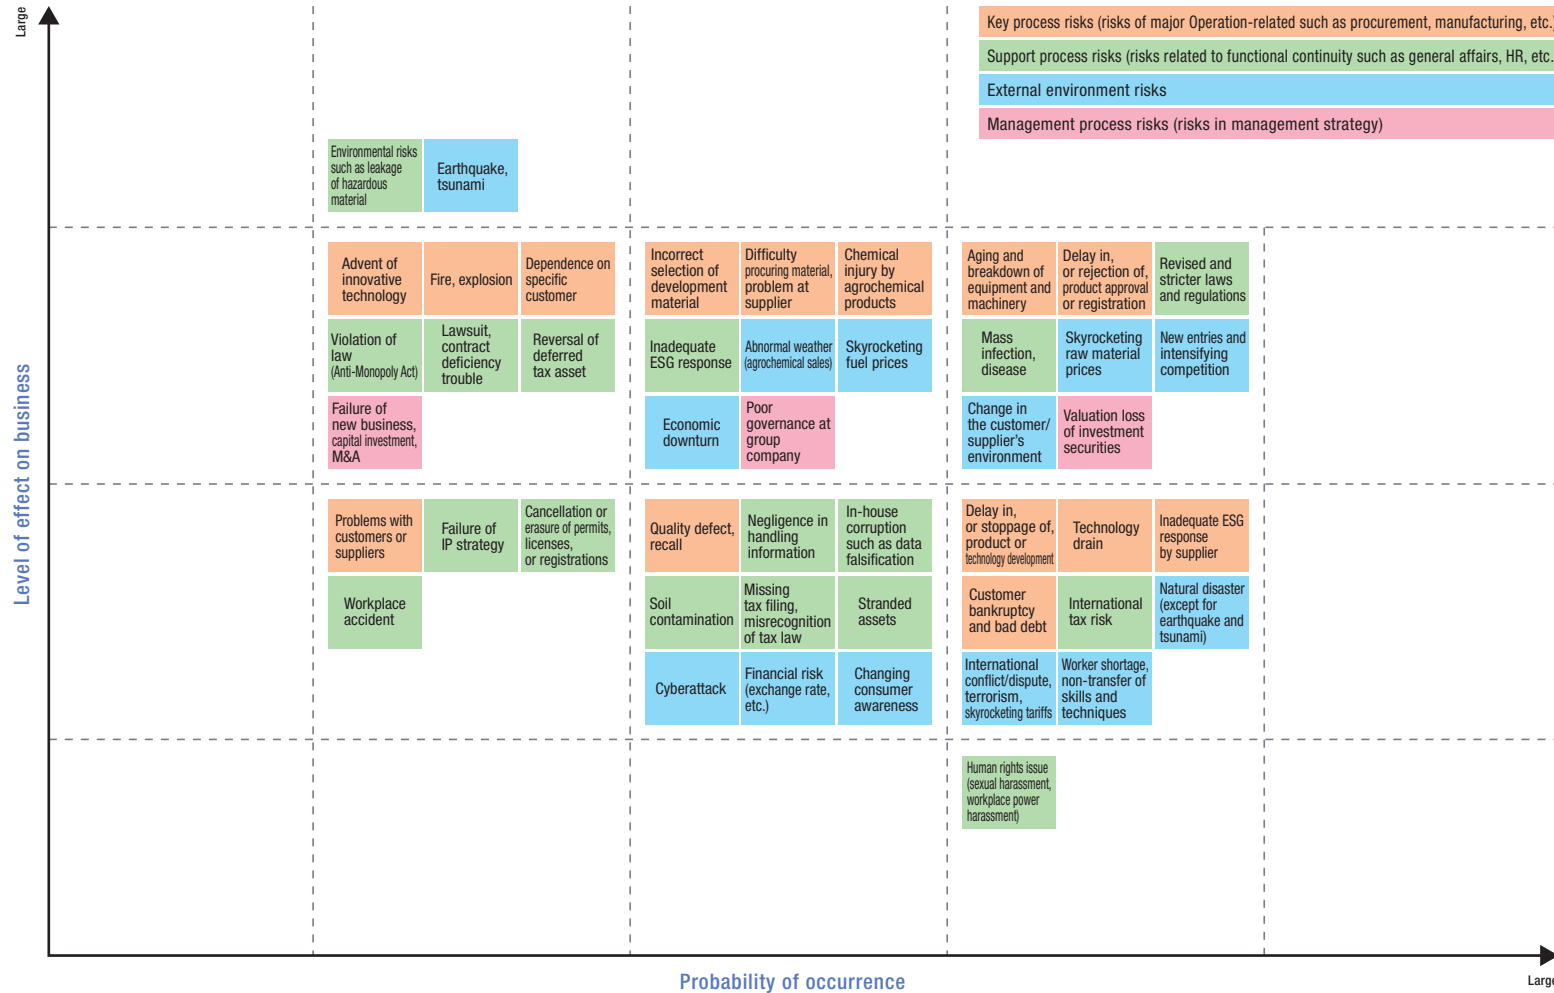 Large
Key process risks (risks of major Operation-related such as procurement, manufacturing, etc.)
Support process risks (risks related to functional continuity such as general affairs, HR, etc.
External environment risks
Management process risks (risks in management strategy)
Environmental risks
such as leakage
of hazardous
material
Earthquake,
tsunami
Advent of
innovative
technology
Fire, explosion
Dependence on
specific
customer
Incorrect
selection of
development
material
Difficulty
procuring material,
problem at
supplier
Chemical
injury by
agrochemical
products
Aging and
breakdown of
equipment and
machinery
Delay in,
or rejection of,
product approval
or registration
Revised and
stricter laws
and regulations
Violation of
law
(Anti-Monopoly Act)
Lawsuit,
contract
deficiency
trouble
Reversal of
deferred
tax asset
Inadequate
ESG response
Abnormal weather
(agrochemical sales)
Skyrocketing
fuel prices
Mass
infection,
disease
Skyrocketing
raw material
prices
New entries and
intensifying
competition
Failure of
new business,
capital investment,
M&A
Economic
downturn
Poor
governance at
group
company
Change in
the customer/
supplier's
environment
Valuation loss
of investment
securities
Problems with
customers or
suppliers
Failure of
IP strategy
Cancellation or
erasure of permits,
licenses,
or registrations
Quality defect,
recall
Negligence in
handling
information
In-house
corruption
such as data
falsification
Delay in,
or stoppage of,
product or
technology development
Technology
drain
Inadequate ESG
response
by supplier
Workplace
accident
Soil
contamination
Missing
tax filing,
misrecognition
of tax law
Stranded
assets
Customer
bankruptcy
and bad debt
International
tax risk
Natural disaster
(except for
earthquake and
tsunami)
Cyberattack
Financial risk
(exchange rate,
etc.)
Changing
consumer
awareness
International
conflict/dispute,
terrorism,
skyrocketing tariffs
Worker shortage,
non-transfer of
skills and
techniques
Human rights issue
(sexual harassment,
workplace power
harassment)
Level of effect on business
Probability of occurrence
Large